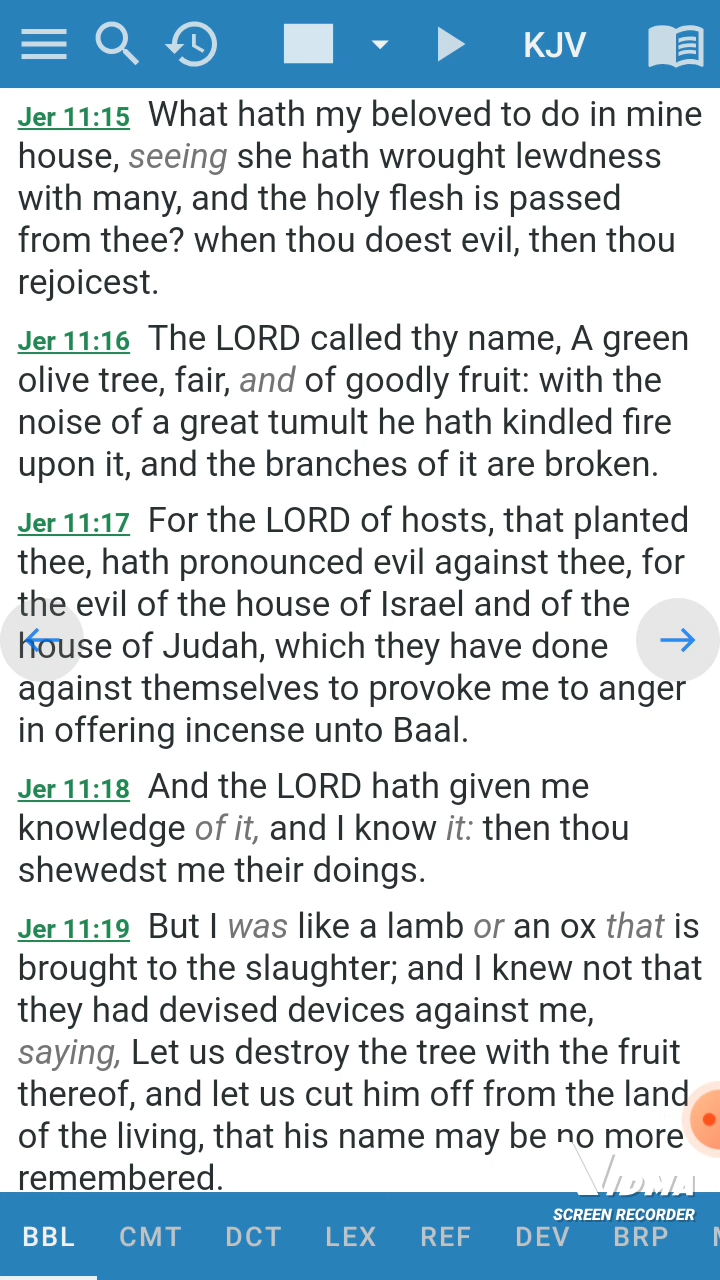 KJV
Jer 11:15 What hath my beloved to do in mine
house, seeing she hath wrought lewdness
with many, and the holy flesh is passed
from thee? when thou doest evil, then thou
rejoicest.
Jer 11:16 The LORD called thy name, A green
olive tree, fair, and of goodly fruit: with the
noise of a great tumult he hath kindled fire
upon it, and the branches of it are broken.
Jer 11:17 For the LORD of hosts, that planted
thee, hath pronounced evil against thee, for
the evil of the house of Israel and of the
house of Judah, which they have done
against themselves to provoke me to anger
in offering incense unto Baal.
Jer 11:18 And the LORD hath given me
knowledge of it, and I know it: then thou
shewedst me their doings.
Jer 11:19 But I was like a lamb or an ox that is
brought to the slaughter; and I knew not that
they had devised devices against me,
saying, Let us destroy the tree with the fruit
thereof, and let us cut him off from the land
of the living, that his name may be no more
remembered.
VIDMA
SCREEN RECORDER
BBL CMT DCT LEX REF DEV BRP